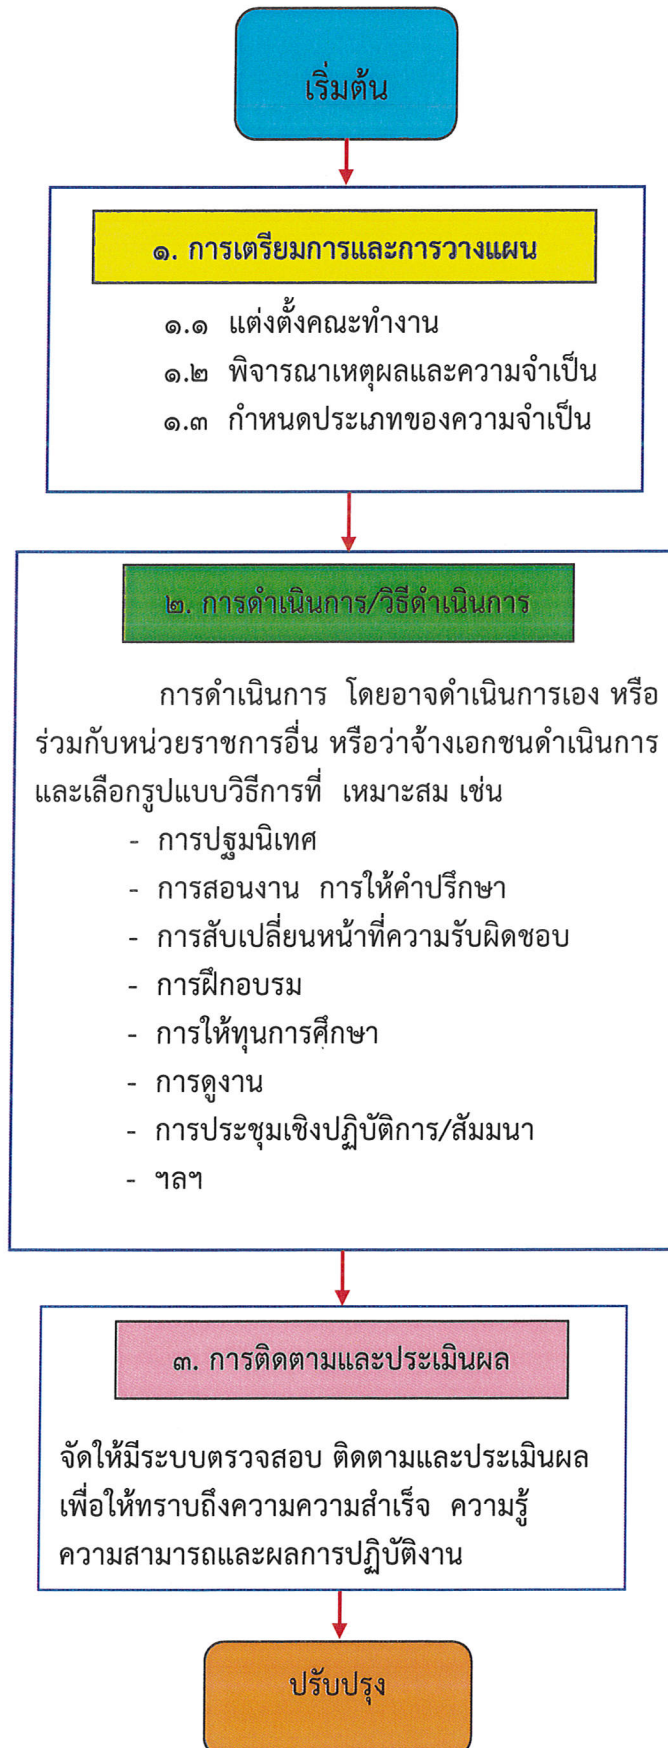 เริ่มต้น
๑. การเตรียมการและการวางแผน
๑.๑ แต่งตั้งคณะทำงาน
๑.๒ พิจารณาเหตุผลและความจำเป็น
๑.๓ กำหนดประเภทของความจำเป็น
๒. การดำเนินการ/วิธีดำเนินการ
การดำเนินการ โดยอาจดำเนินการเอง หรือ
ร่วมกับหน่วยราชการอื่น หรือว่าจ้างเอกชนดำเนินการ
และเลือกรูปแบบวิธีการที่ เหมาะสม เช่น
- การปฐมนิเทศ
- การสอนงาน การให้คำปรึกษา
- การสับเปลี่ยนหน้าที่ความรับผิดชอบ
- การฝึกอบรม
- การให้ทุนการศึกษา
- การดูงาน
- การประชุมเชิงปฏิบัติการ/สัมมนา
- ฯลฯ
๓. การติดตามและประเมินผล
จัดให้มีระบบตรวจสอบ ติดตามและประเมินผล
เพื่อให้ทราบถึงความความสำเร็จ ความรู้
ความสามารถและผลการปฏิบัติงาน
ปรับปรุง